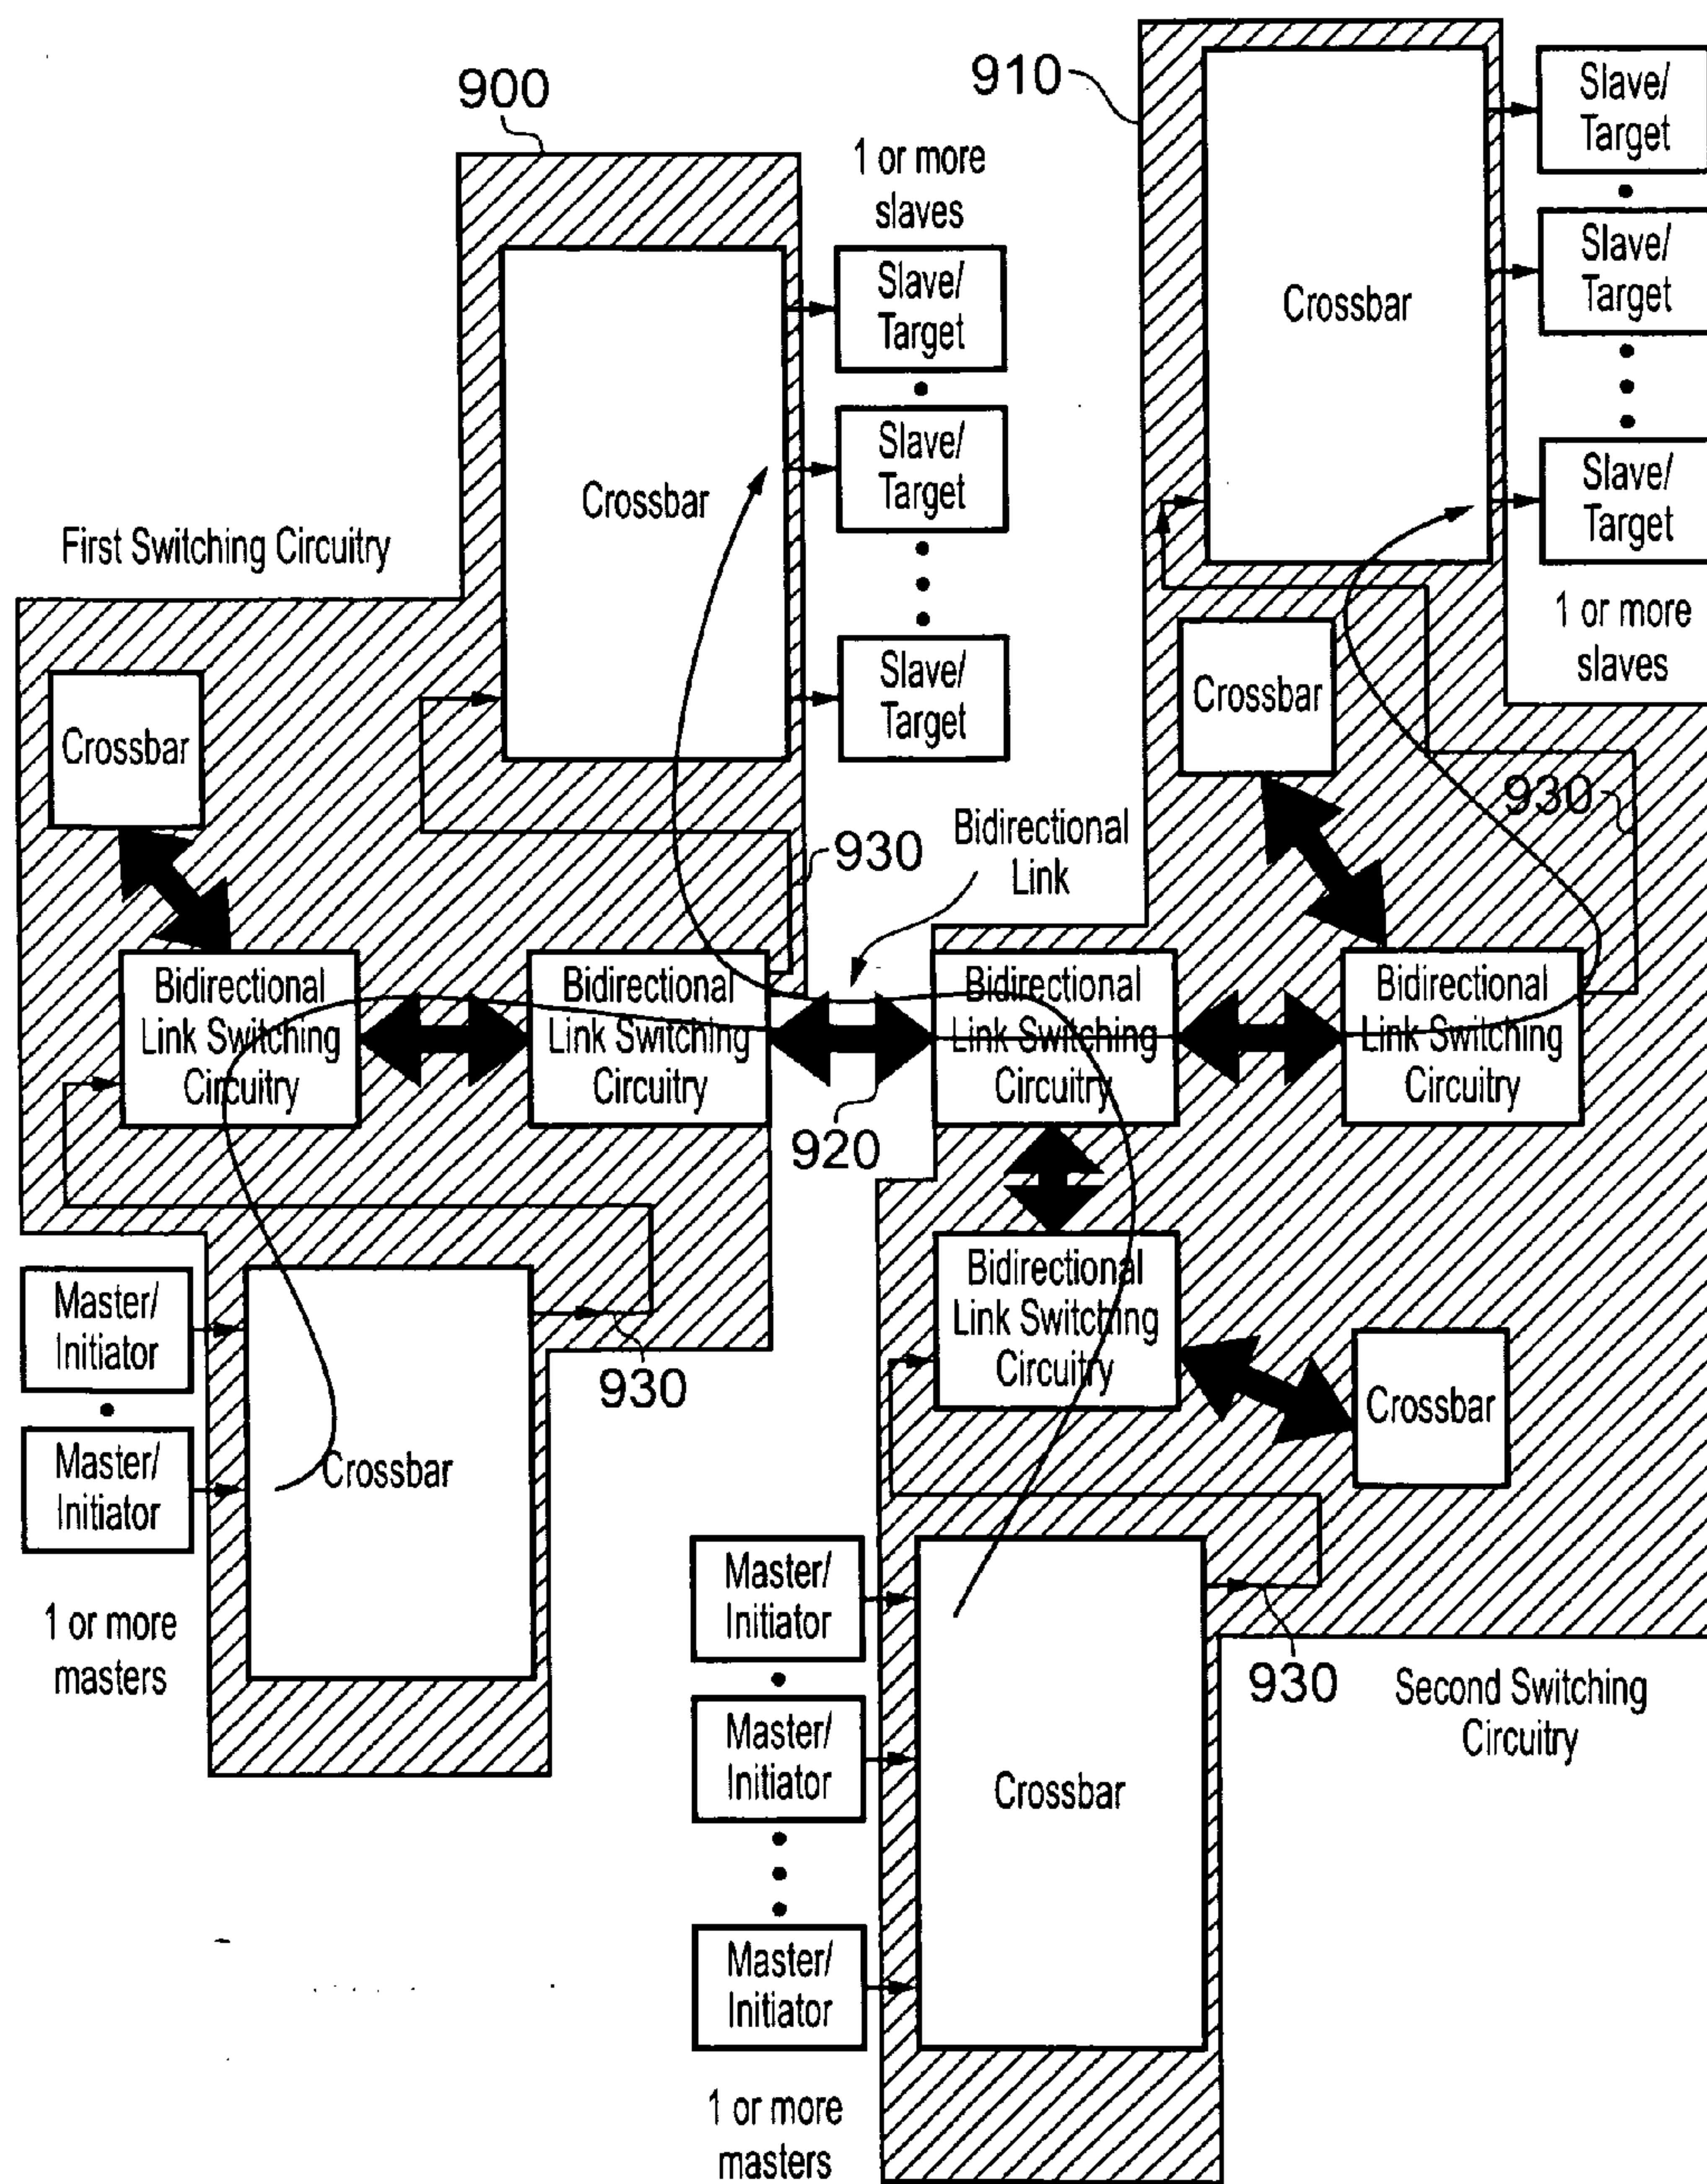 900
910
1 or more
slaves
Slave/
Target
Slave/
Target
Slave/
Target
Crossbar
First Switching Circuitry
Crossbar
Slave/
Target
Slave/
Target
Slave/
Target
1 or more
slaves
Crossbar
Crossbar
Crossbar
930
Bidirectional
Link
930
Bidirectional
Link Switching
Circuitry
Bidirectional
Link Switching
Circuitry
920
Bidirectional
Link Switching
Circuitry
Bidirectional
Link Switching
Circuitry
Master/
Initiator
Master/
Initiator
1 or more
masters
Crossbar
930
Bidirectional
Link Switching
Circuitry
Crossbar
Master/
Initiator
Master/
Initiator
Master/
Initiator
1 or more
masters
Crossbar
930
Second Switching
Circuitry